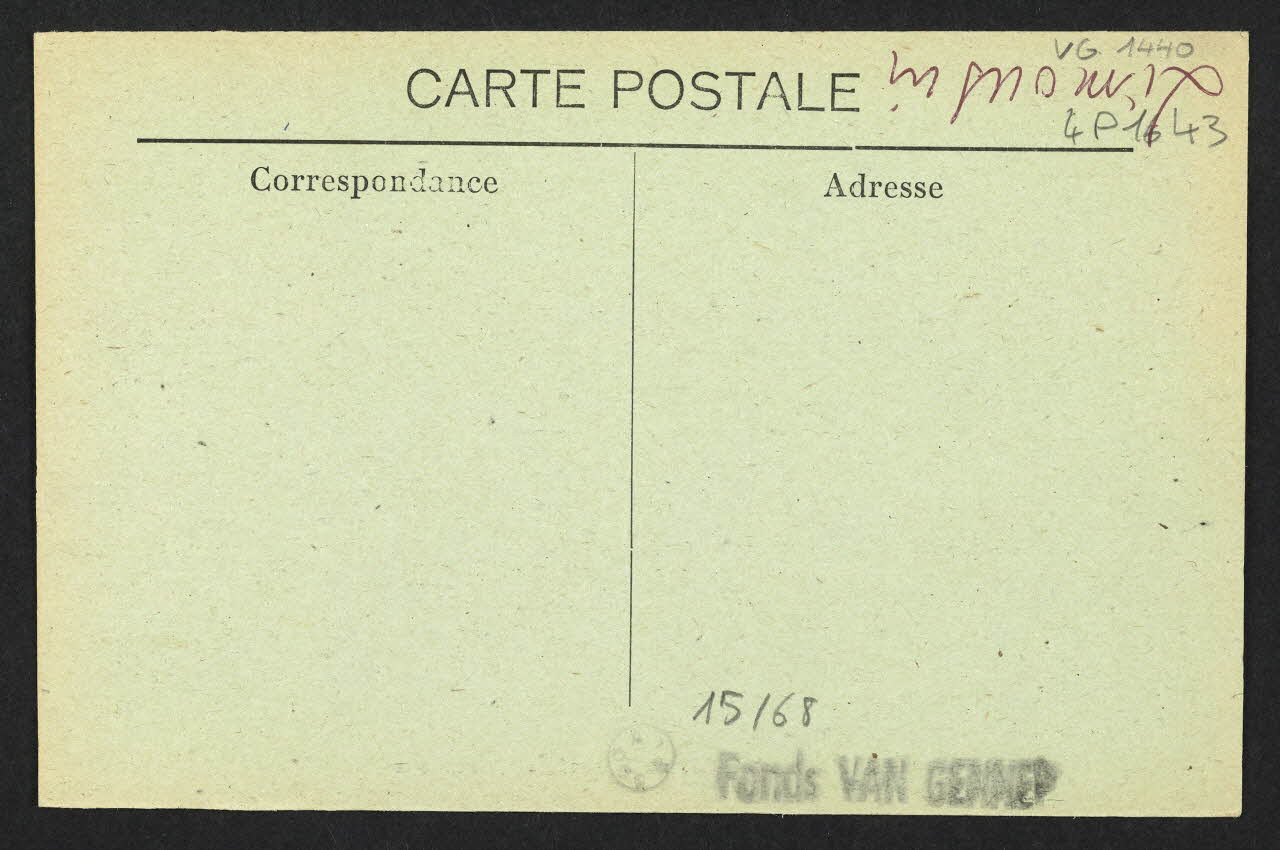 VG. 1440
CARTE POSTALE
4P1643
Correspondance
Adresse
15/68
Fonds VAN GENNEP